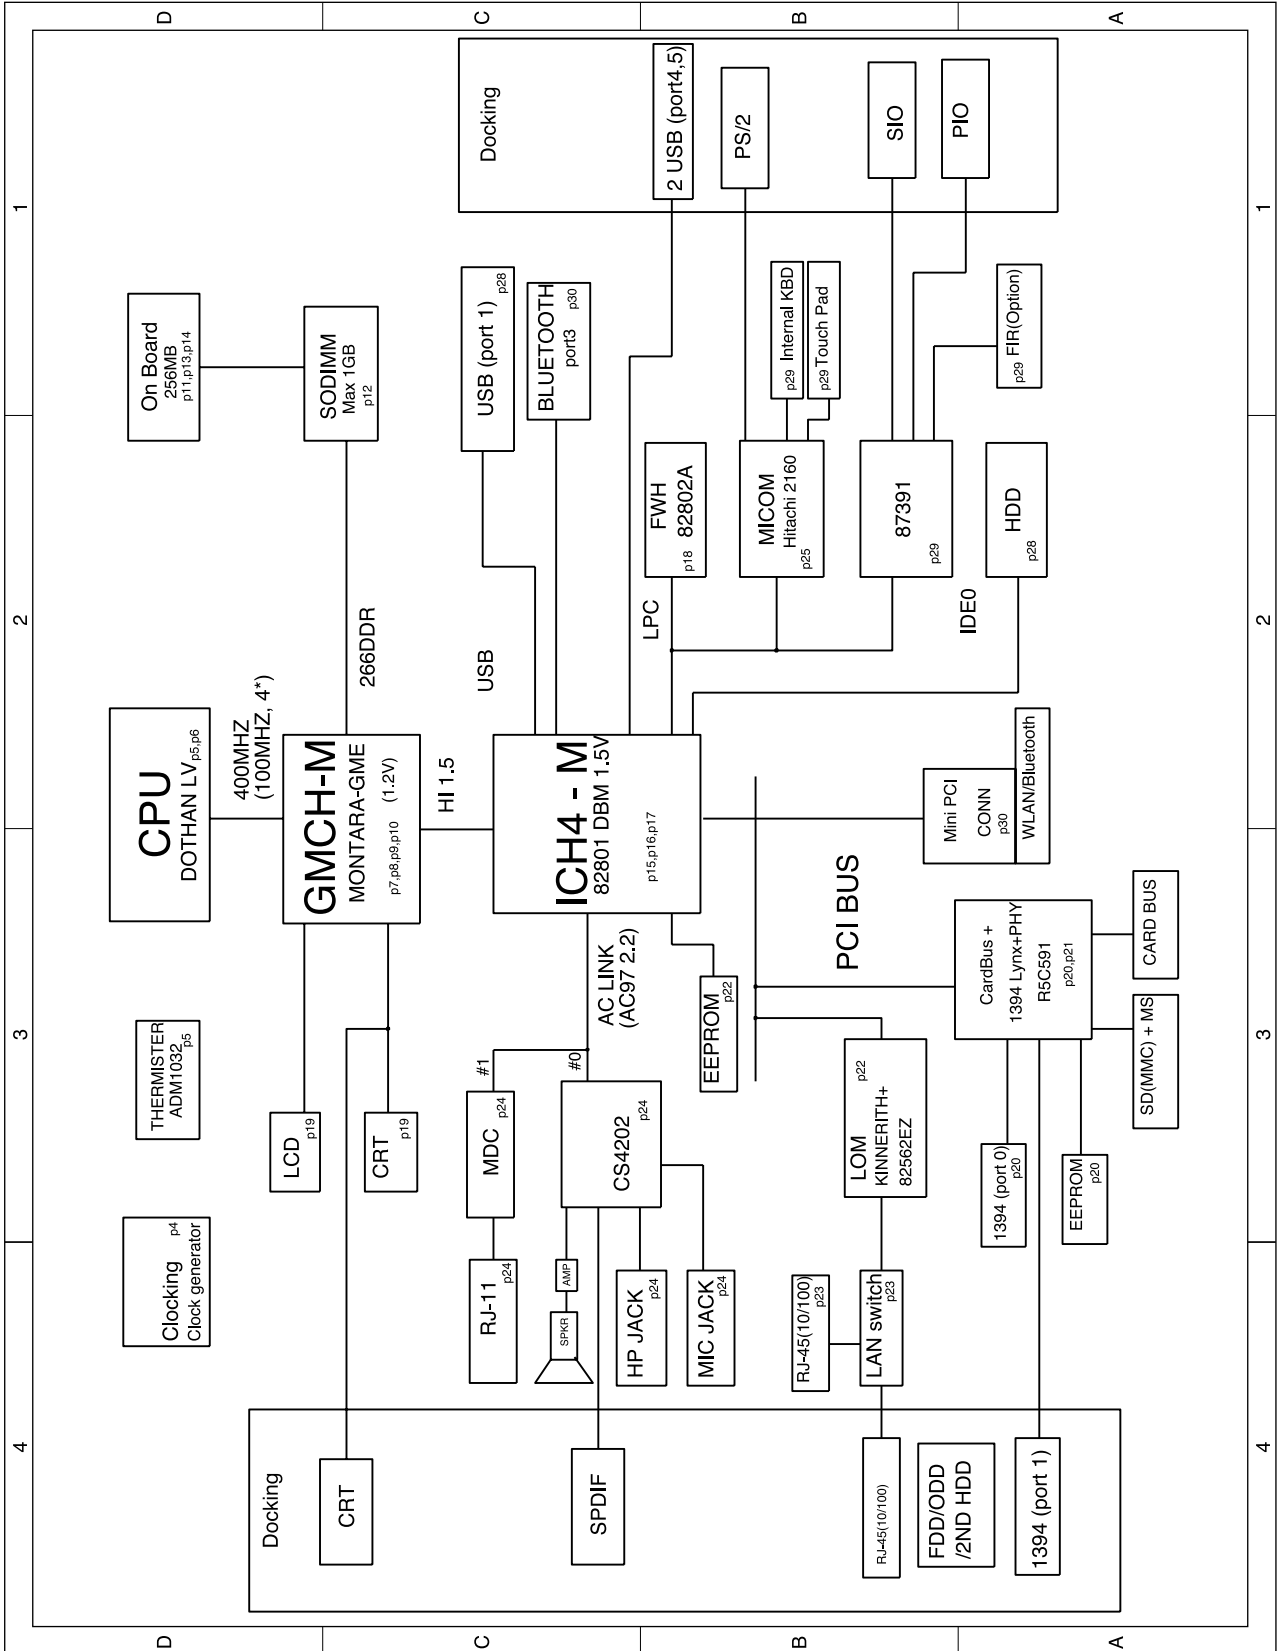 4
3
2
1
D
D
CPU
DOTHAN LV
p5,p6
400MHZ
(100MHZ, 4*)
Clocking
p4
Clock generator
THERMISTER
ADM1032
p5
On Board
256MB
p11,p13,p14
SODIMM
Max 1GB
p12
266DDR
GMCH-M
MONTARA-GME
(1.2V)
p7,p8,p9,p10
LCD
p19
CRT
p19
Docking
CRT
HI 1.5
C
C
USB
USB (port 1)
p28
BLUETOOTH
port3
p30
Docking
2 USB (port4,5)
PS/2
SIO
PIO
ICH4 - M
82801 DBM 1.5V
p15,p16,p17
AC LINK
(AC97 2.2)
#1
#0
MDC
p24
RJ-11
p24
CS4202
p24
AMP
SPKR
HP JACK
p24
MIC JACK
p24
SPDIF
EEPROM
p22
LPC
FWH
82802A
p18
MICOM
Hitachi 2160
p25
p29 Internal KBD
p29 Touch Pad
87391
p29
p29 FIR(Option)
IDE0
HDD
p28
B
B
PCI BUS
Mini PCI
CONN
p30
WLAN/Bluetooth
LOM
p22
KINNERITH+
82562EZ
LAN switch
p23
RJ-45(10/100)
p23
RJ-45(10/100)
FDD/ODD
/2ND HDD
1394 (port 1)
CardBus +
1394 Lynx+PHY
R5C591
p20,p21
1394 (port 0)
p20
EEPROM
p20
SD(MMC) + MS
CARD BUS
A
A
4
3
2
1